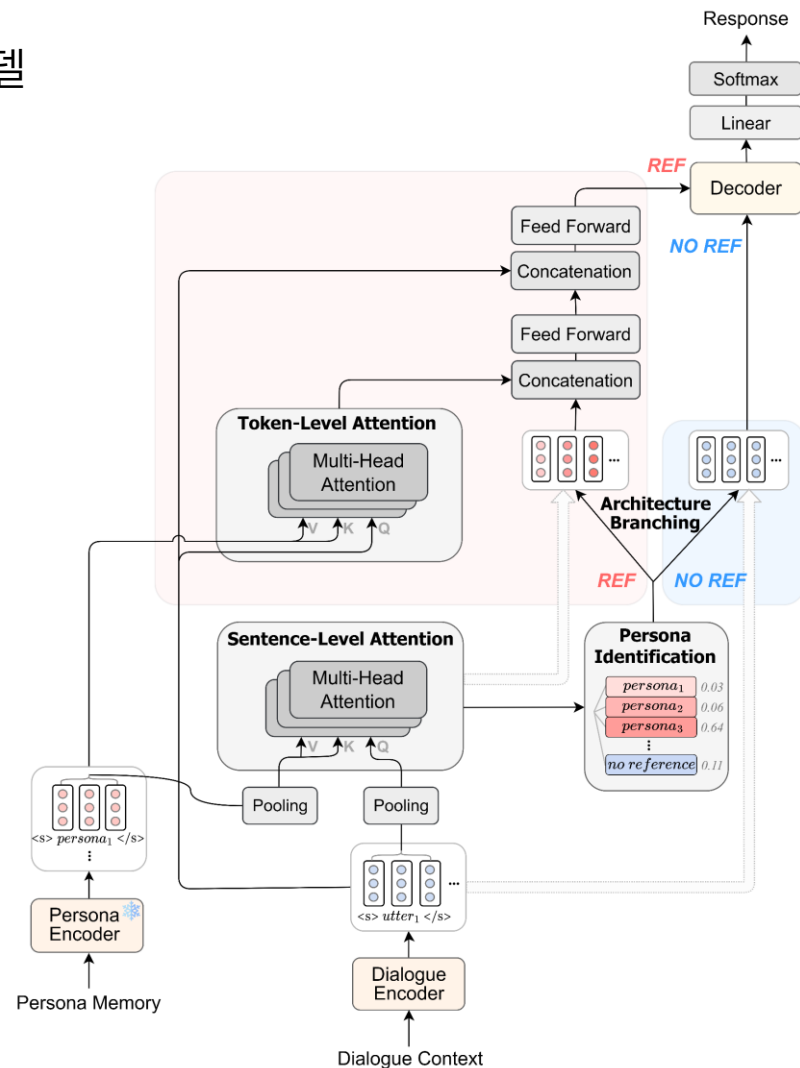 델
Response
Softmax
Linear
REF
Decoder
Feed Forward
NO REF
Concatenation
Feed Forward
Concatenation
Token-Level Attention
Multi-Head
Attention
V K Q
...
...
Architecture
Branching
REF
NO REF
Sentence-Level Attention
Multi-Head
Attention
V K Q
Persona
Identification
persona₁ 0.03
persona₂ 0.06
persona₃ 0.64
⋮
no reference 0.11
Pooling
Pooling
<s> persona₁ </s>
⋮
...
<s> utter₁ </s>
Persona
Encoder
Dialogue
Encoder
Persona Memory
Dialogue Context